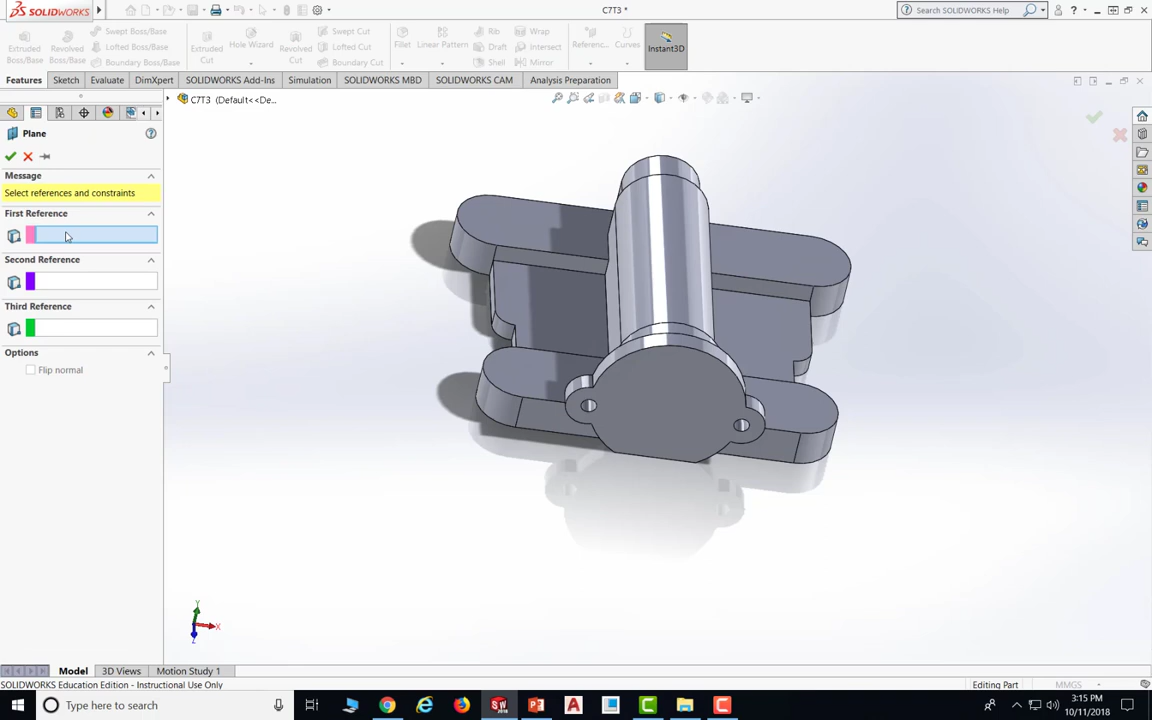 SOLIDWORKS
C7T3 *
Search SOLIDWORKS Help
Extruded Boss/Base
Revolved Boss/Base
Swept Boss/Base
Lofted Boss/Base
Boundary Boss/Base
Extruded Cut
Hole Wizard
Revolved Cut
Swept Cut
Lofted Cut
Boundary Cut
Fillet
Linear Pattern
Rib
Draft
Shell
Wrap
Intersect
Mirror
Referenc...
Curves
Instant3D
Features
Sketch
Evaluate
DimXpert
SOLIDWORKS Add-Ins
Simulation
SOLIDWORKS MBD
SOLIDWORKS CAM
Analysis Preparation
C7T3 (Default<<De...
Plane
Message
Select references and constraints
First Reference
Second Reference
Third Reference
Options
Flip normal
Y
X
Z
Model
3D Views
Motion Study 1
SOLIDWORKS Education Edition - Instructional Use Only
Editing Part
MMGS
Type here to search
3:15 PM
10/11/2018